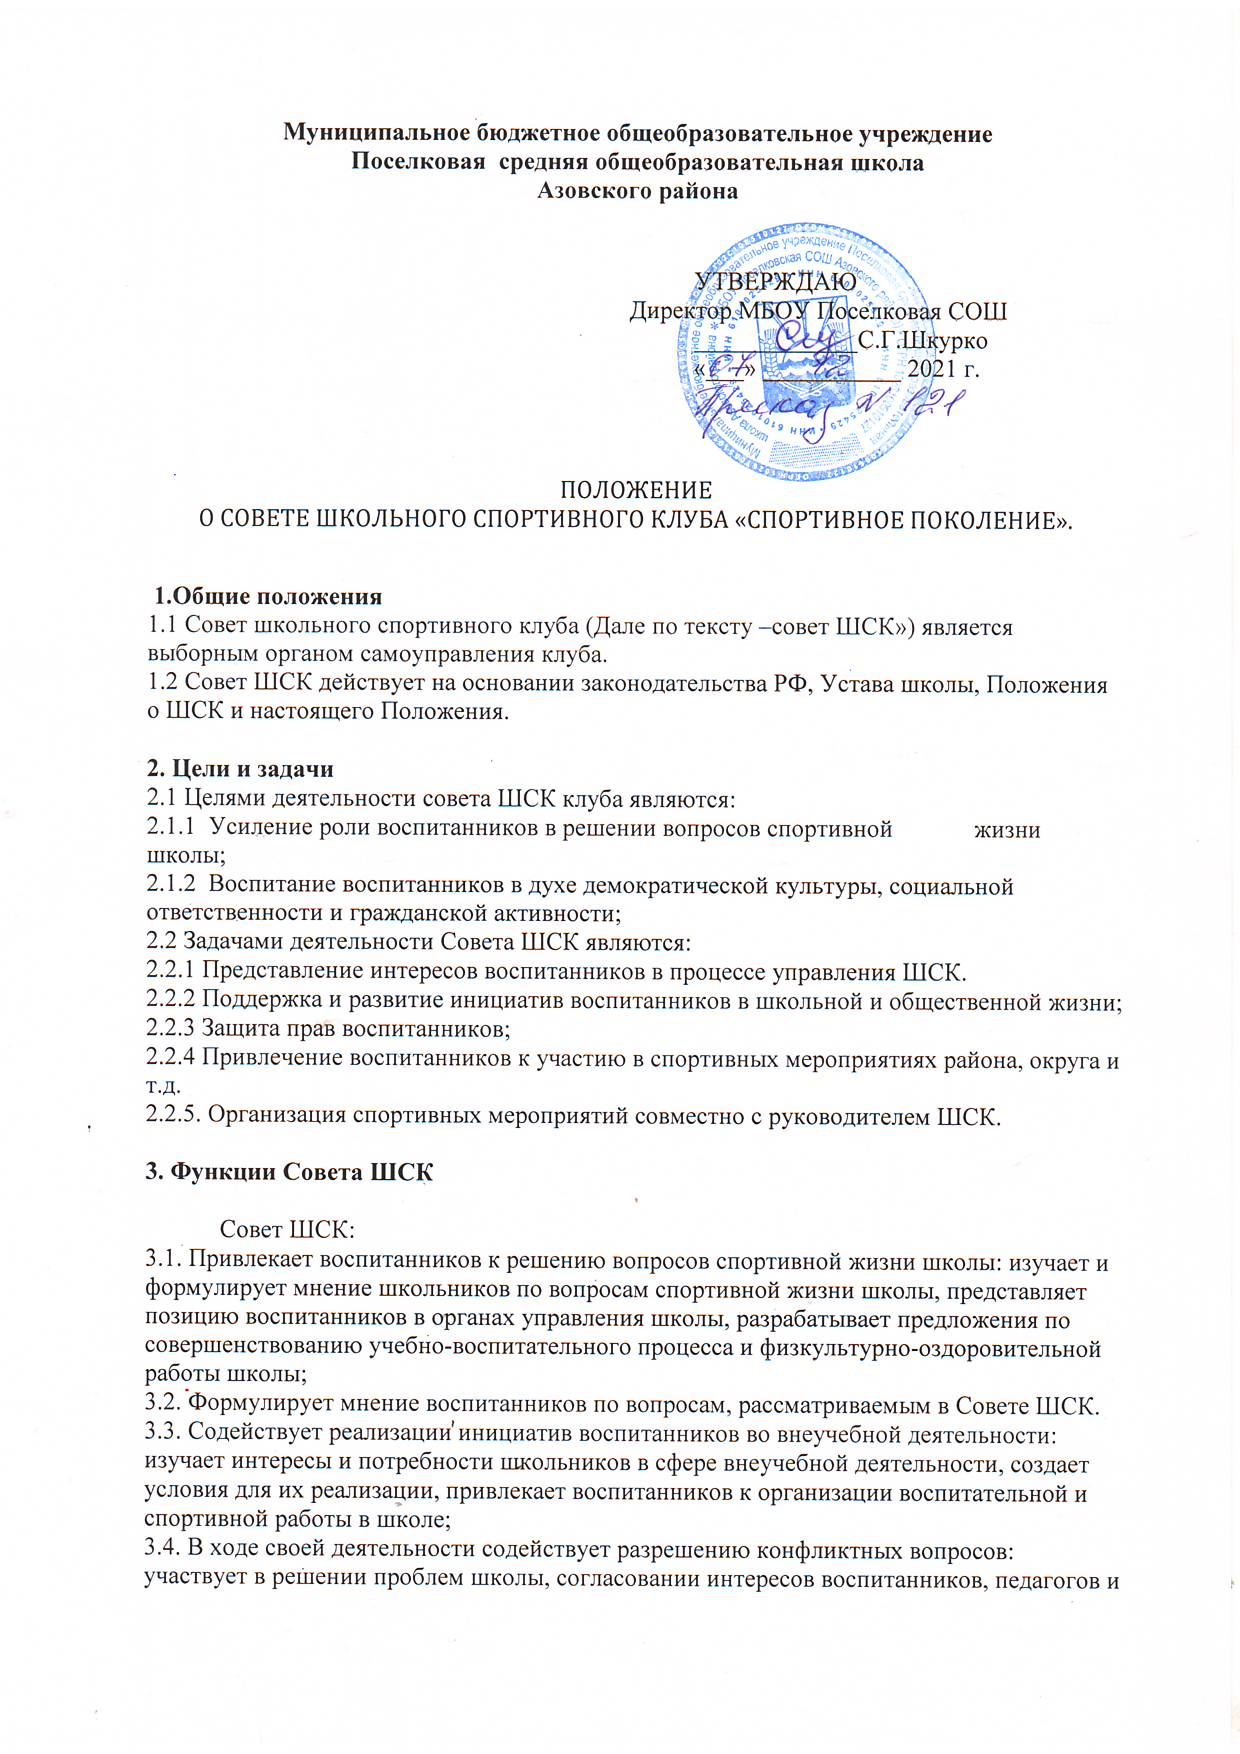 Муниципальное бюджетное общеобразовательное учреждение
Поселковая средняя общеобразовательная школа
Азовского района
УТВЕРЖДАЮ
Директор МБОУ Поселковая СОШ
С.Г.Шкурко
« » 12 2021 г.
Приказ № 121
ПОЛОЖЕНИЕ
О СОВЕТЕ ШКОЛЬНОГО СПОРТИВНОГО КЛУБА «СПОРТИВНОЕ ПОКОЛЕНИЕ».
1.Общие положения
1.1 Совет школьного спортивного клуба (Дале по тексту –совет ШСК») является
выборным органом самоуправления клуба.
1.2 Совет ШСК действует на основании законодательства РФ, Устава школы, Положения
о ШСК и настоящего Положения.
2. Цели и задачи
2.1 Целями деятельности совета ШСК клуба являются:
2.1.1 Усиление роли воспитанников в решении вопросов спортивной жизни
школы;
2.1.2 Воспитание воспитанников в духе демократической культуры, социальной
ответственности и гражданской активности;
2.2 Задачами деятельности Совета ШСК являются:
2.2.1 Представление интересов воспитанников в процессе управления ШСК.
2.2.2 Поддержка и развитие инициатив воспитанников в школьной и общественной жизни;
2.2.3 Защита прав воспитанников;
2.2.4 Привлечение воспитанников к участию в спортивных мероприятиях района, округа и
т.д.
2.2.5. Организация спортивных мероприятий совместно с руководителем ШСК.
3. Функции Совета ШСК
Совет ШСК:
3.1. Привлекает воспитанников к решению вопросов спортивной жизни школы: изучает и
формулирует мнение школьников по вопросам спортивной жизни школы, представляет
позицию воспитанников в органах управления школы, разрабатывает предложения по
совершенствованию учебно-воспитательного процесса и физкультурно-оздоровительной
работы школы;
3.2. Формулирует мнение воспитанников по вопросам, рассматриваемым в Совете ШСК.
3.3. Содействует реализации инициатив воспитанников во внеучебной деятельности:
изучает интересы и потребности школьников в сфере внеучебной деятельности, создает
условия для их реализации, привлекает воспитанников к организации воспитательной и
спортивной работы в школе;
3.4. В ходе своей деятельности содействует разрешению конфликтных вопросов:
участвует в решении проблем школы, согласовании интересов воспитанников, педагогов и